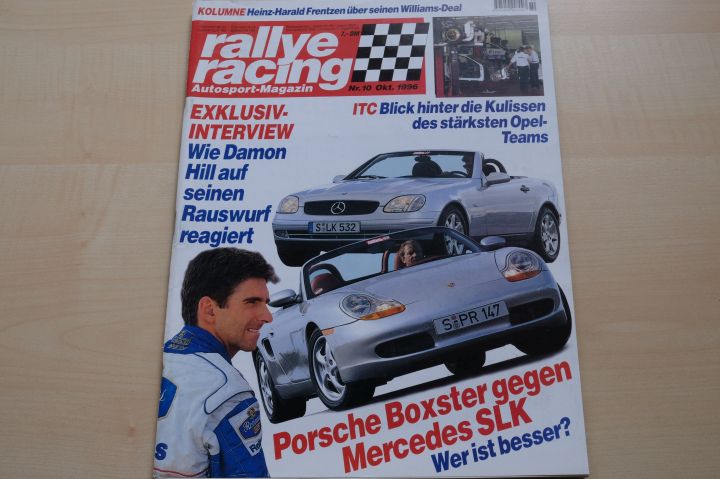 KOLUMNE Heinz-Harald Frentzen über seinen Williams-Deal
rallye
racing
7,- DM
Autosport-Magazin
Nr. 10 Okt. 1996
EXKLUSIV-
INTERVIEW
Wie Damon
Hill auf
seinen
Rauswurf
reagiert
ITC Blick hinter die Kulissen
des stärksten Opel-
Teams
S LK 532
S PR 147
Porsche Boxster gegen
Mercedes SLK
Wer ist besser?